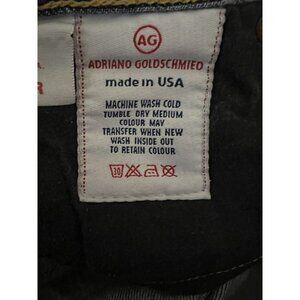 AG
ADRIANO GOLDSCHMIED
made in USA
MACHINE WASH COLD
TUMBLE DRY MEDIUM
COLOUR MAY
TRANSFER WHEN NEW
WASH INSIDE OUT
TO RETAIN COLOUR
30
R